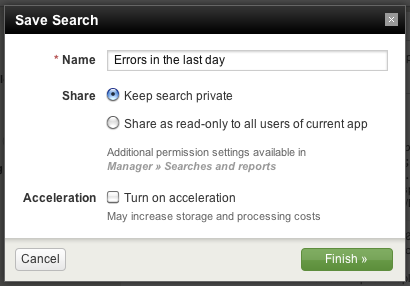 Save Search
* Name Errors in the last day
Share Keep search private
Share as read-only to all users of current app
Additional permission settings available in
Manager » Searches and reports
Acceleration Turn on acceleration
May increase storage and processing costs
Cancel Finish »